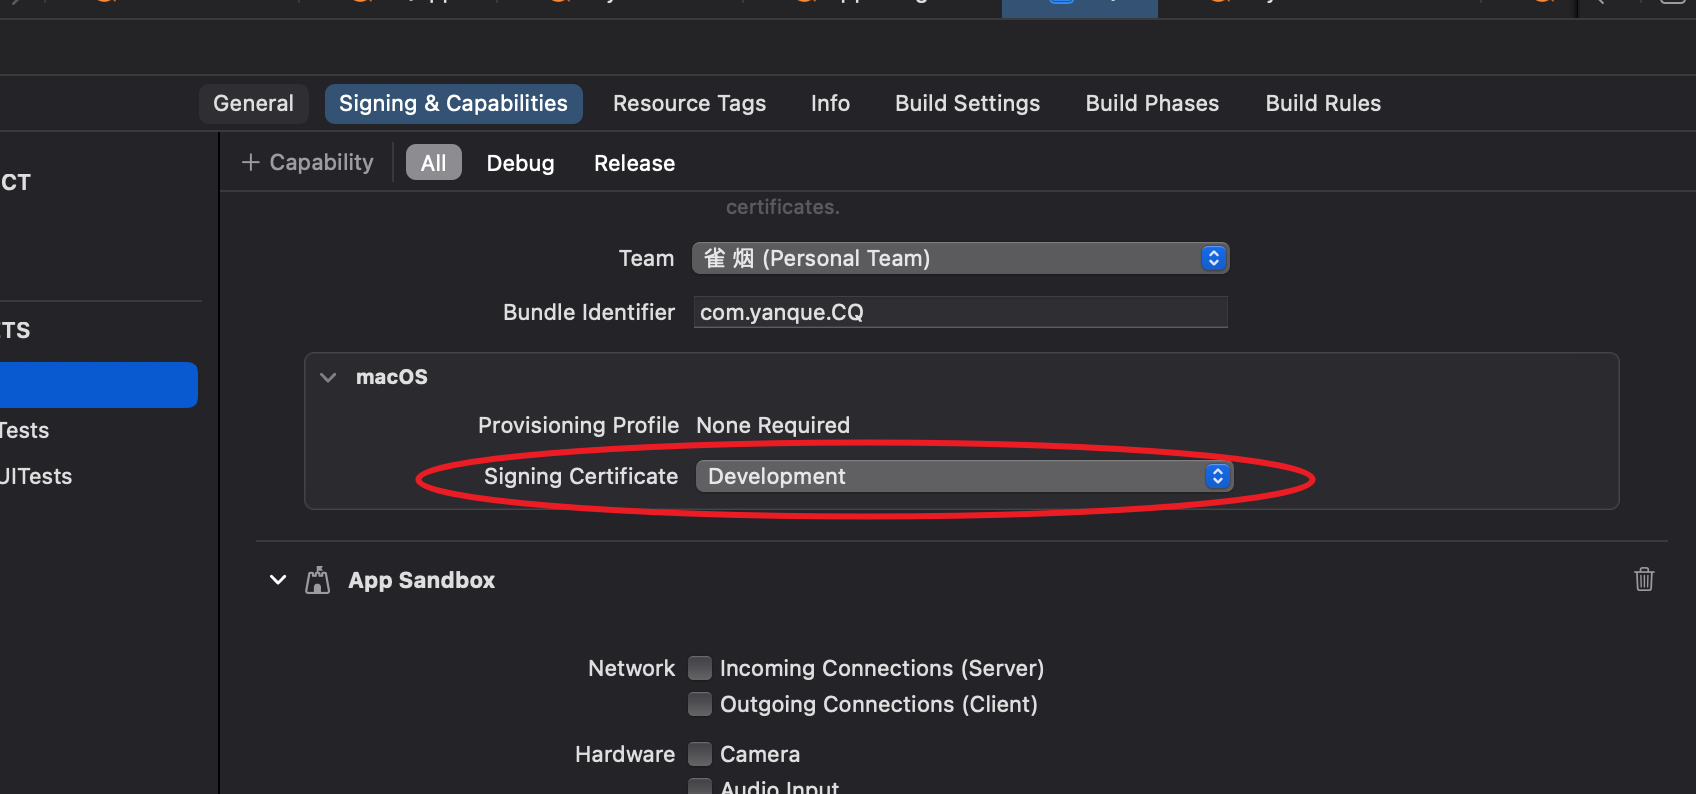 General Signing & Capabilities Resource Tags Info Build Settings Build Phases Build Rules
+ Capability All Debug Release
CT
certificates.
Team 雀 烟 (Personal Team)
Bundle Identifier com.yanque.CQ
TS
macOS
Provisioning Profile None Required
Tests
Signing Certificate Development
UITests
App Sandbox
Network Incoming Connections (Server)
Outgoing Connections (Client)
Hardware Camera
Audio Input